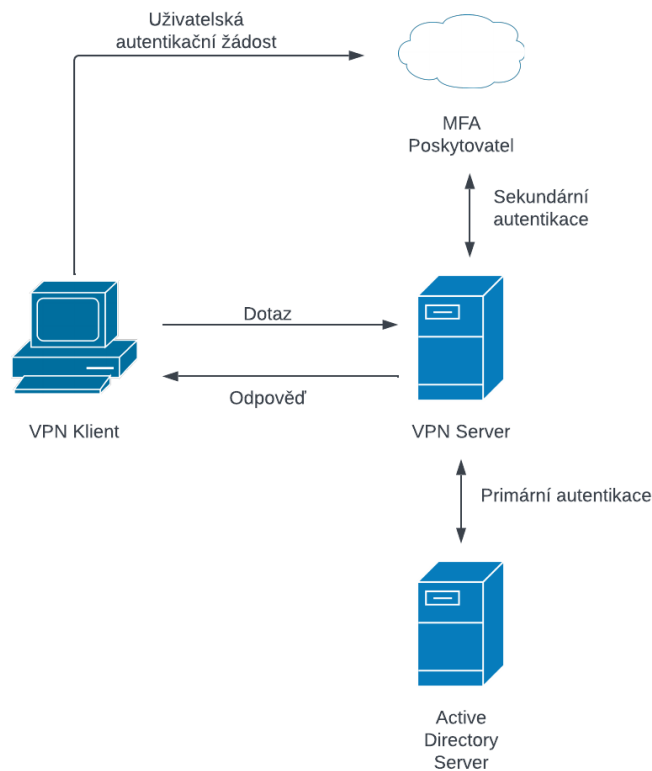 Uživatelská
autentikační žádost
MFA
Poskytovatel
Sekundární
autentikace
Dotaz
Odpověď
VPN Klient
VPN Server
Primární autentikace
Active
Directory
Server